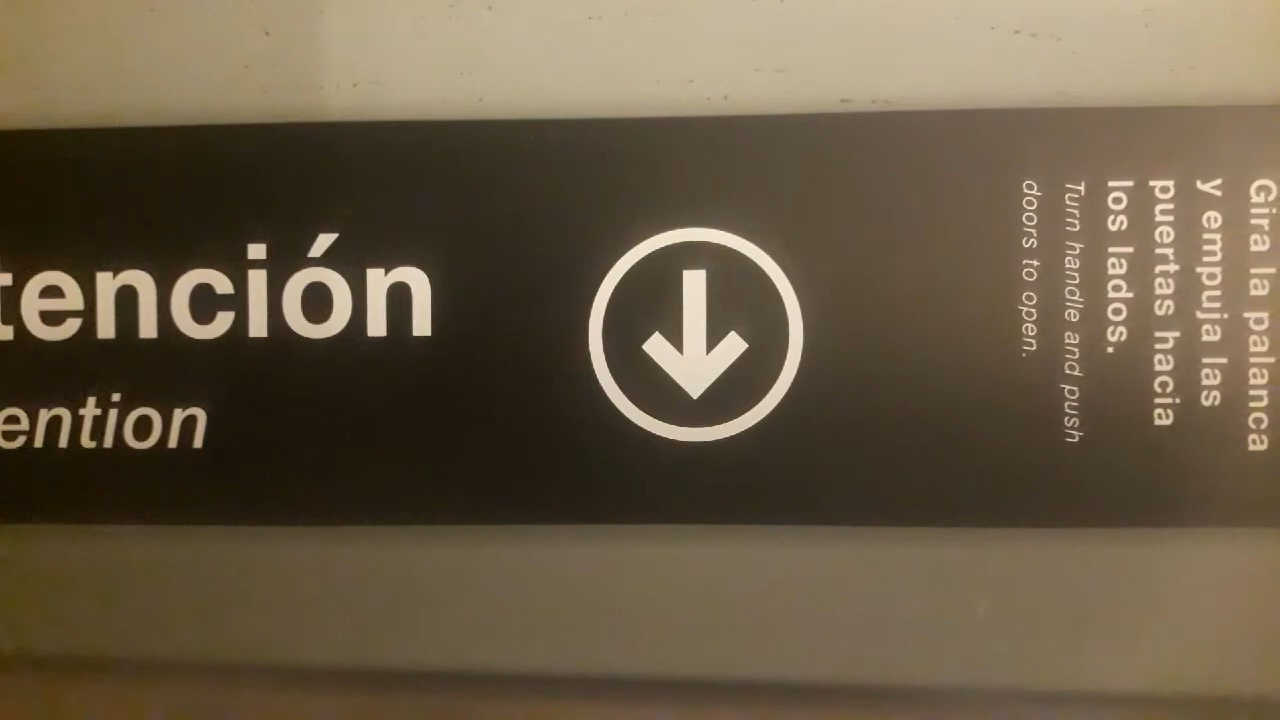 tención
ention
Gira la palanca
y empuja las
puertas hacia
los lados.
Turn handle and push
doors to open.